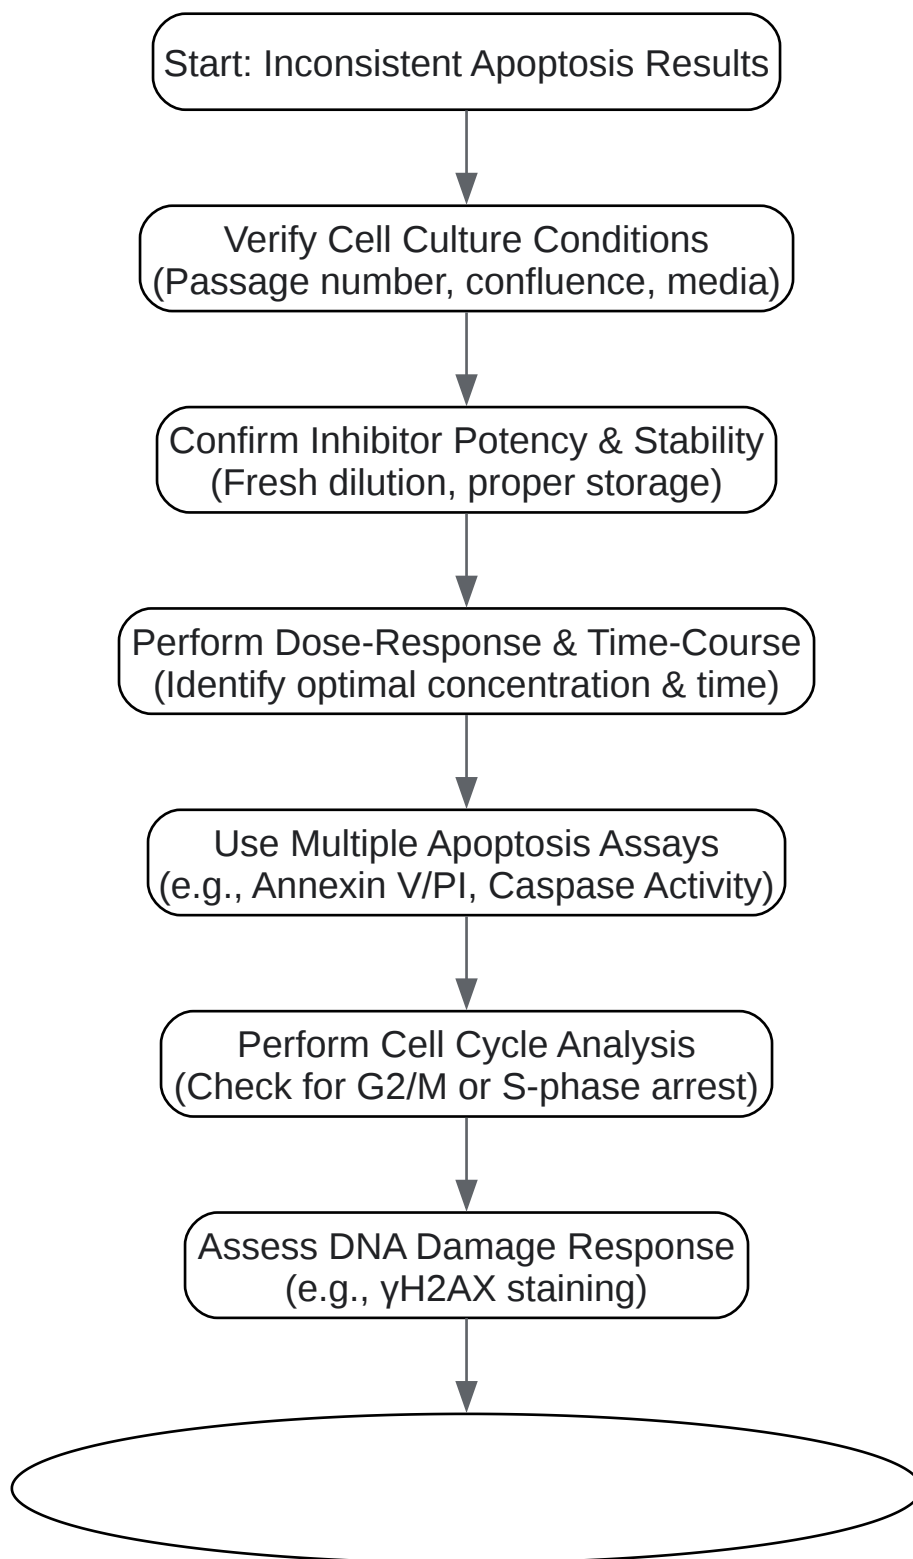 Start: Inconsistent Apoptosis Results
Verify Cell Culture Conditions
(Passage number, confluence, media)
Confirm Inhibitor Potency & Stability
(Fresh dilution, proper storage)
Perform Dose-Response & Time-Course
(Identify optimal concentration & time)
Use Multiple Apoptosis Assays
(e.g., Annexin V/PI, Caspase Activity)
Perform Cell Cycle Analysis
(Check for G2/M or S-phase arrest)
Assess DNA Damage Response
(e.g., γH2AX staining)